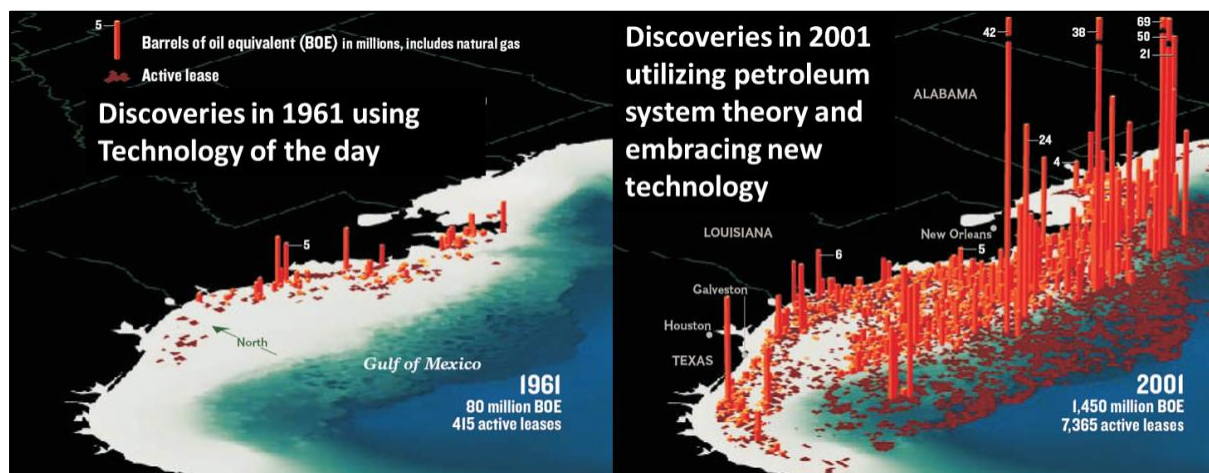 5
Barrels of oil equivalent (BOE) in millions, includes natural gas
Active lease
Discoveries in 1961 using
Technology of the day
5
North
Gulf of Mexico
1961
80 million BOE
415 active leases
Discoveries in 2001
utilizing petroleum
system theory and
embracing new
technology
42
38
69
50
21
ALABAMA
24
4
LOUISIANA
New Orleans
6
5
Galveston
Houston
TEXAS
2001
1,450 million BOE
7,365 active leases